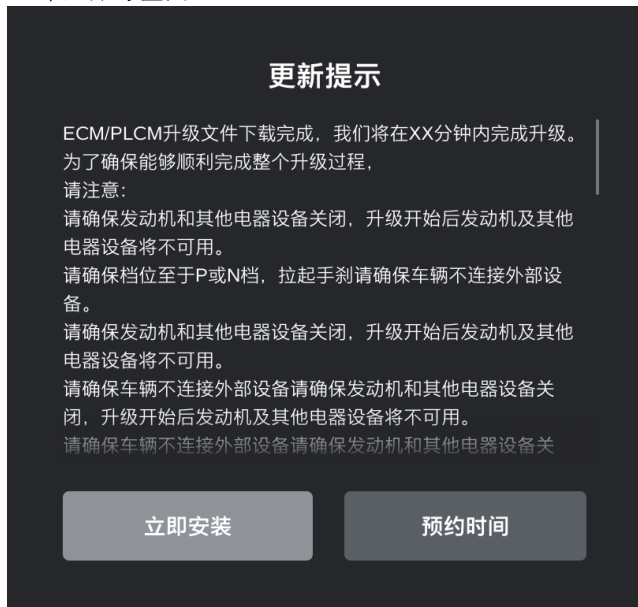 更新提示
ECM/PLCM升级文件下载完成，我们将在XX分钟内完成升级。
为了确保能够顺利完成整个升级过程，
请注意：
请确保发动机和其他电器设备关闭，升级开始后发动机及其他
电器设备将不可用。
请确保档位至于P或N档，拉起手刹请确保车辆不连接外部设
备。
请确保发动机和其他电器设备关闭，升级开始后发动机及其他
电器设备将不可用。
请确保车辆不连接外部设备请确保发动机和其他电器设备关
闭，升级开始后发动机及其他电器设备将不可用。
请确保车辆不连接外部设备请确保发动机和其他电器设备关
立即安装
预约时间